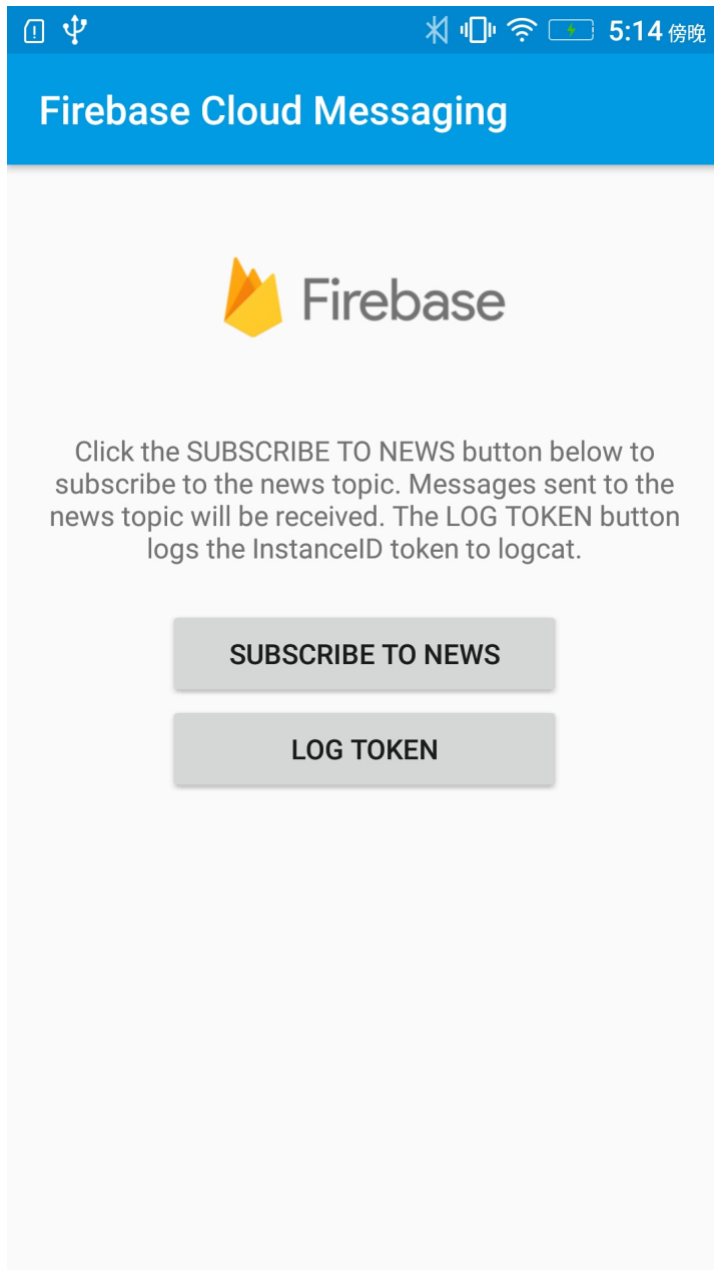 5:14 傍晚
Firebase Cloud Messaging
Firebase
Click the SUBSCRIBE TO NEWS button below to
subscribe to the news topic. Messages sent to the
news topic will be received. The LOG TOKEN button
logs the InstanceID token to logcat.
SUBSCRIBE TO NEWS
LOG TOKEN